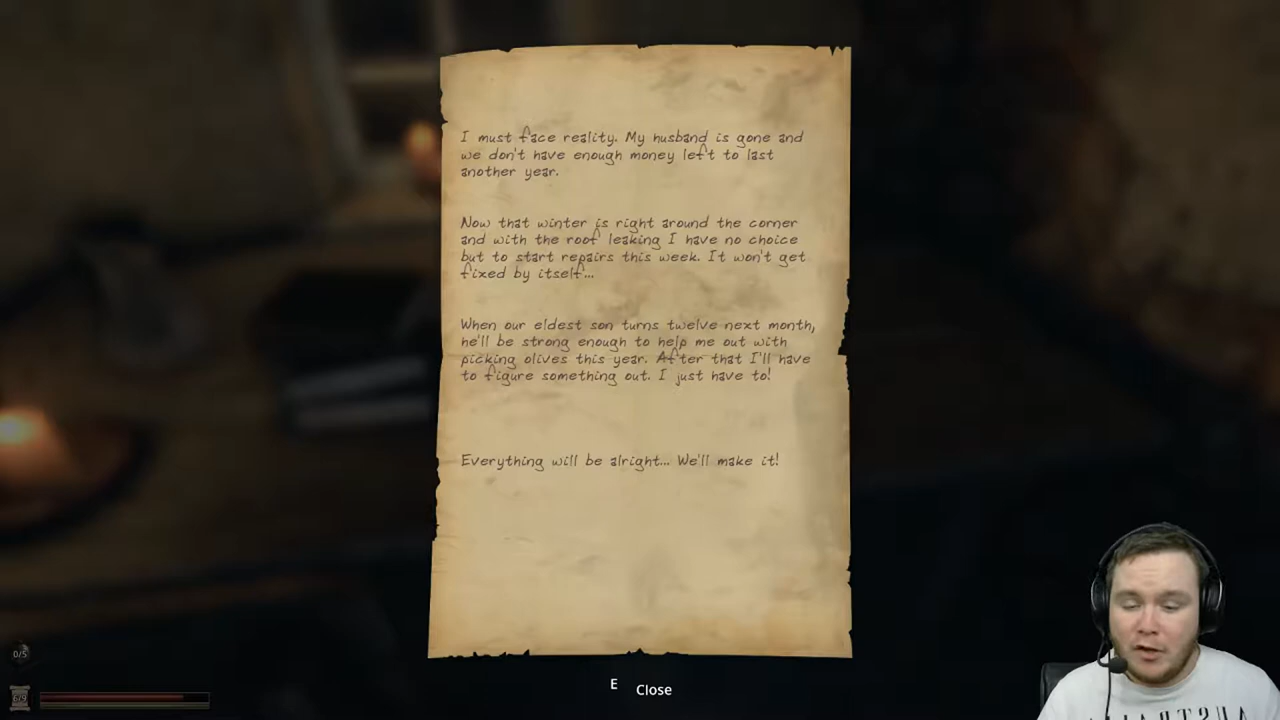 I must face reality. My husband is gone and
we don't have enough money left to last
another year.
Now that winter is right around the corner
and with the roof leaking I have no choice
but to start repairs this week. It won't get
fixed by itself...
When our eldest son turns twelve next month,
he'll be strong enough to help me out with
picking olives this year. After that I'll have
to figure something out. I just have to!
Everything will be alright... We'll make it!
E Close
0/5